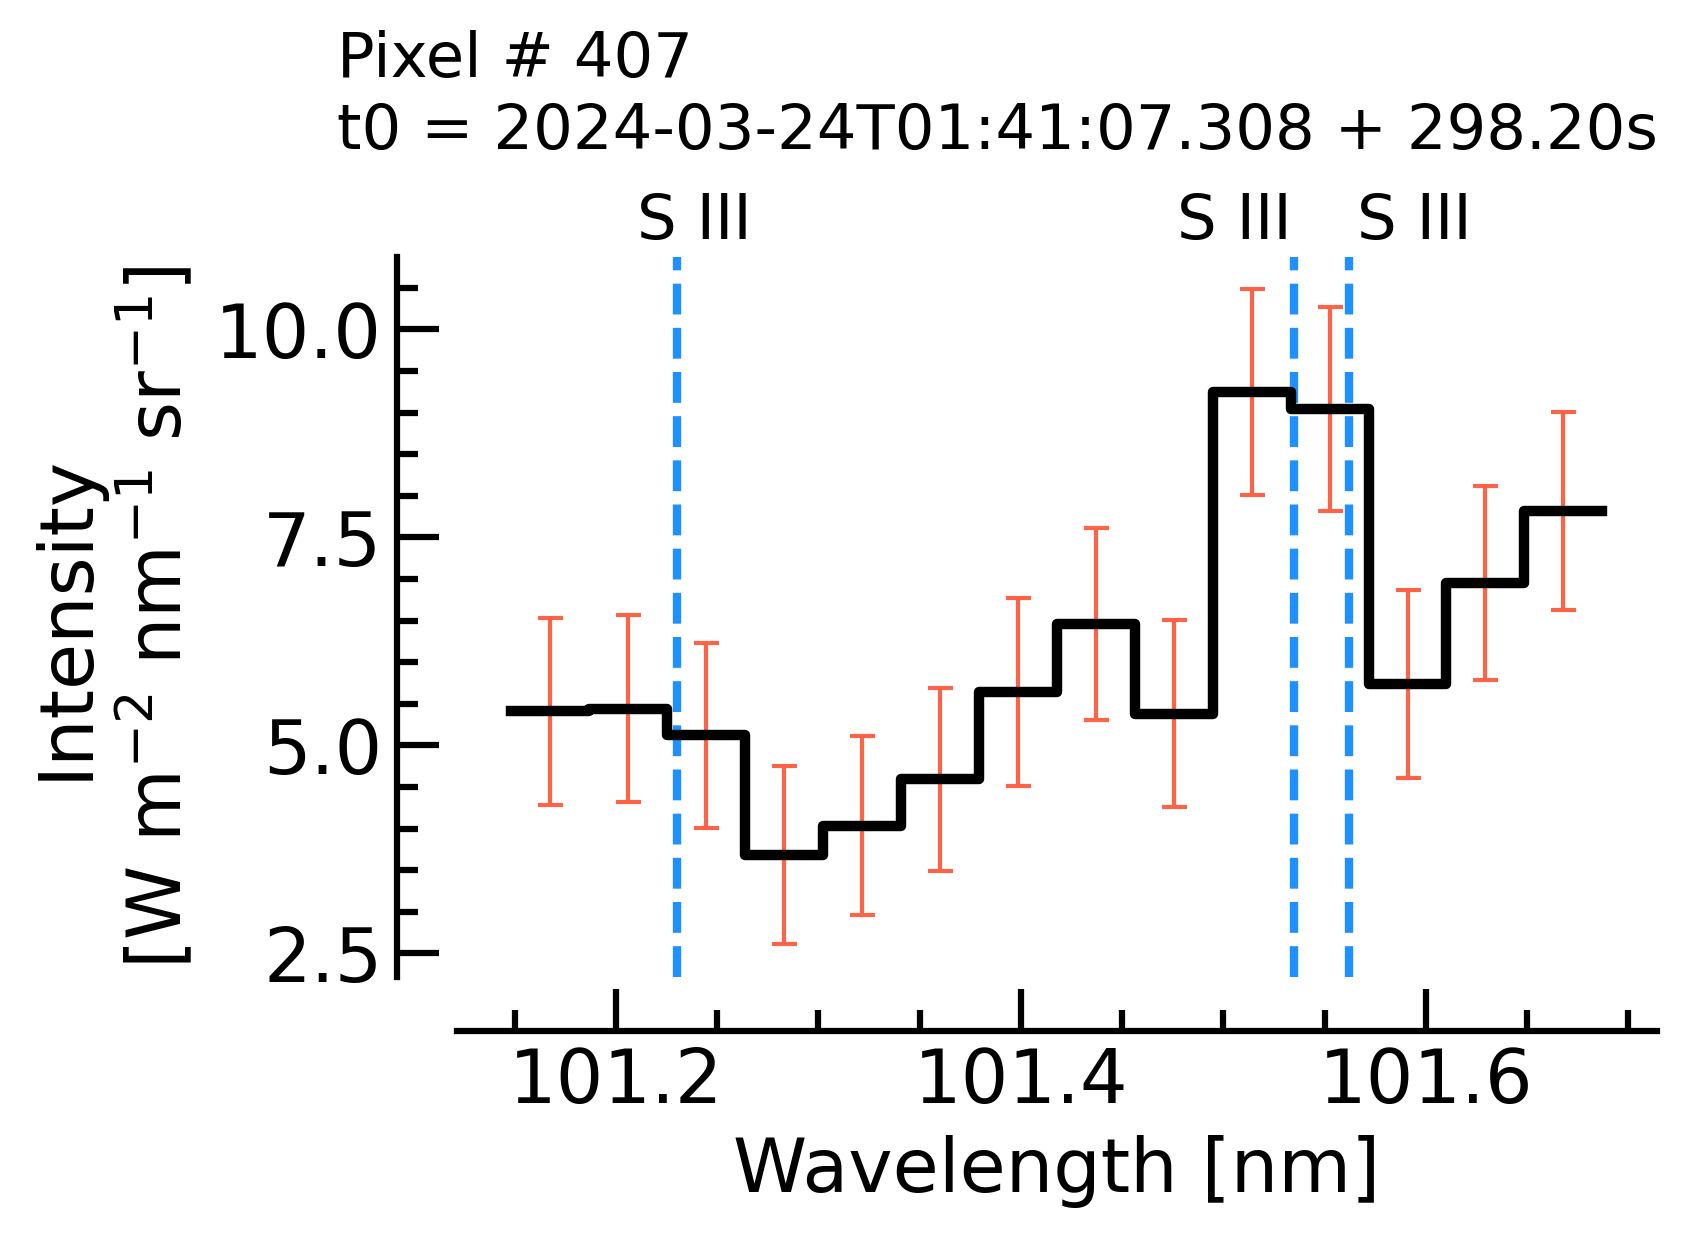 Pixel # 407
t0 = 2024-03-24T01:41:07.308 + 298.20s
S III S III S III
Intensity
[W m⁻² nm⁻¹ sr⁻¹]
10.0
7.5
5.0
2.5
101.2 101.4 101.6
Wavelength [nm]